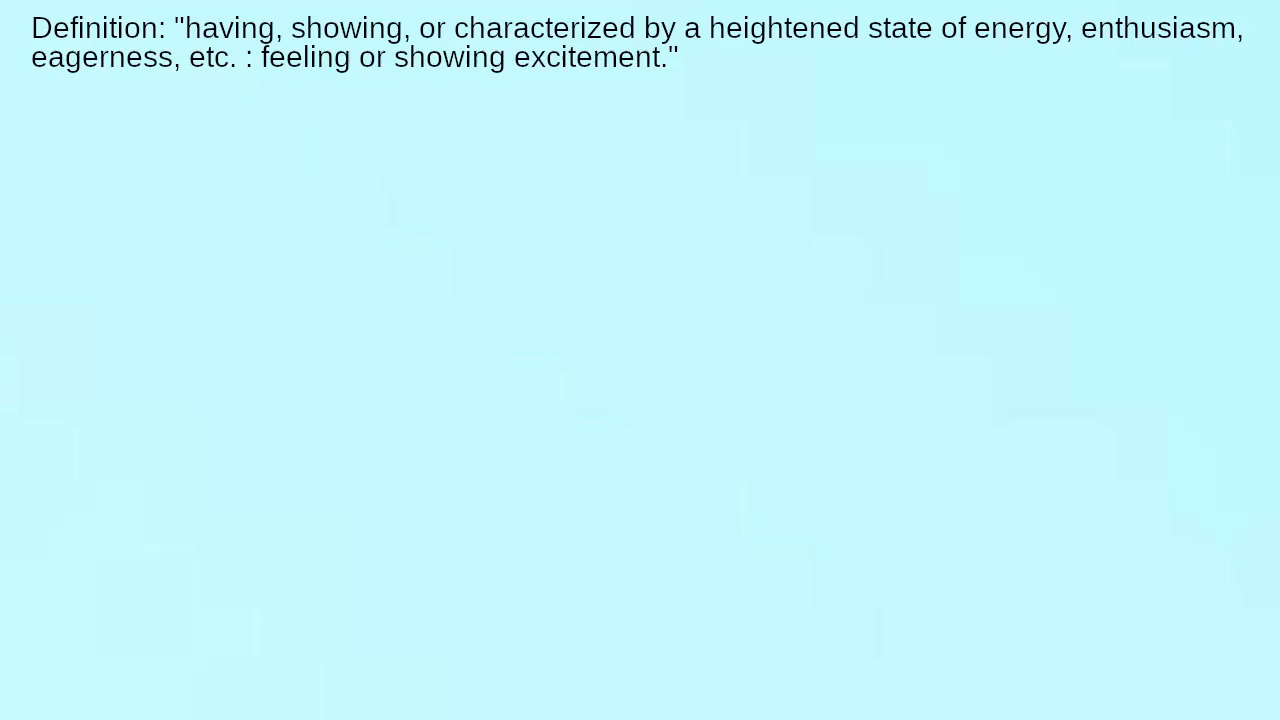 Definition: "having, showing, or characterized by a heightened state of energy, enthusiasm,
eagerness, etc. : feeling or showing excitement."